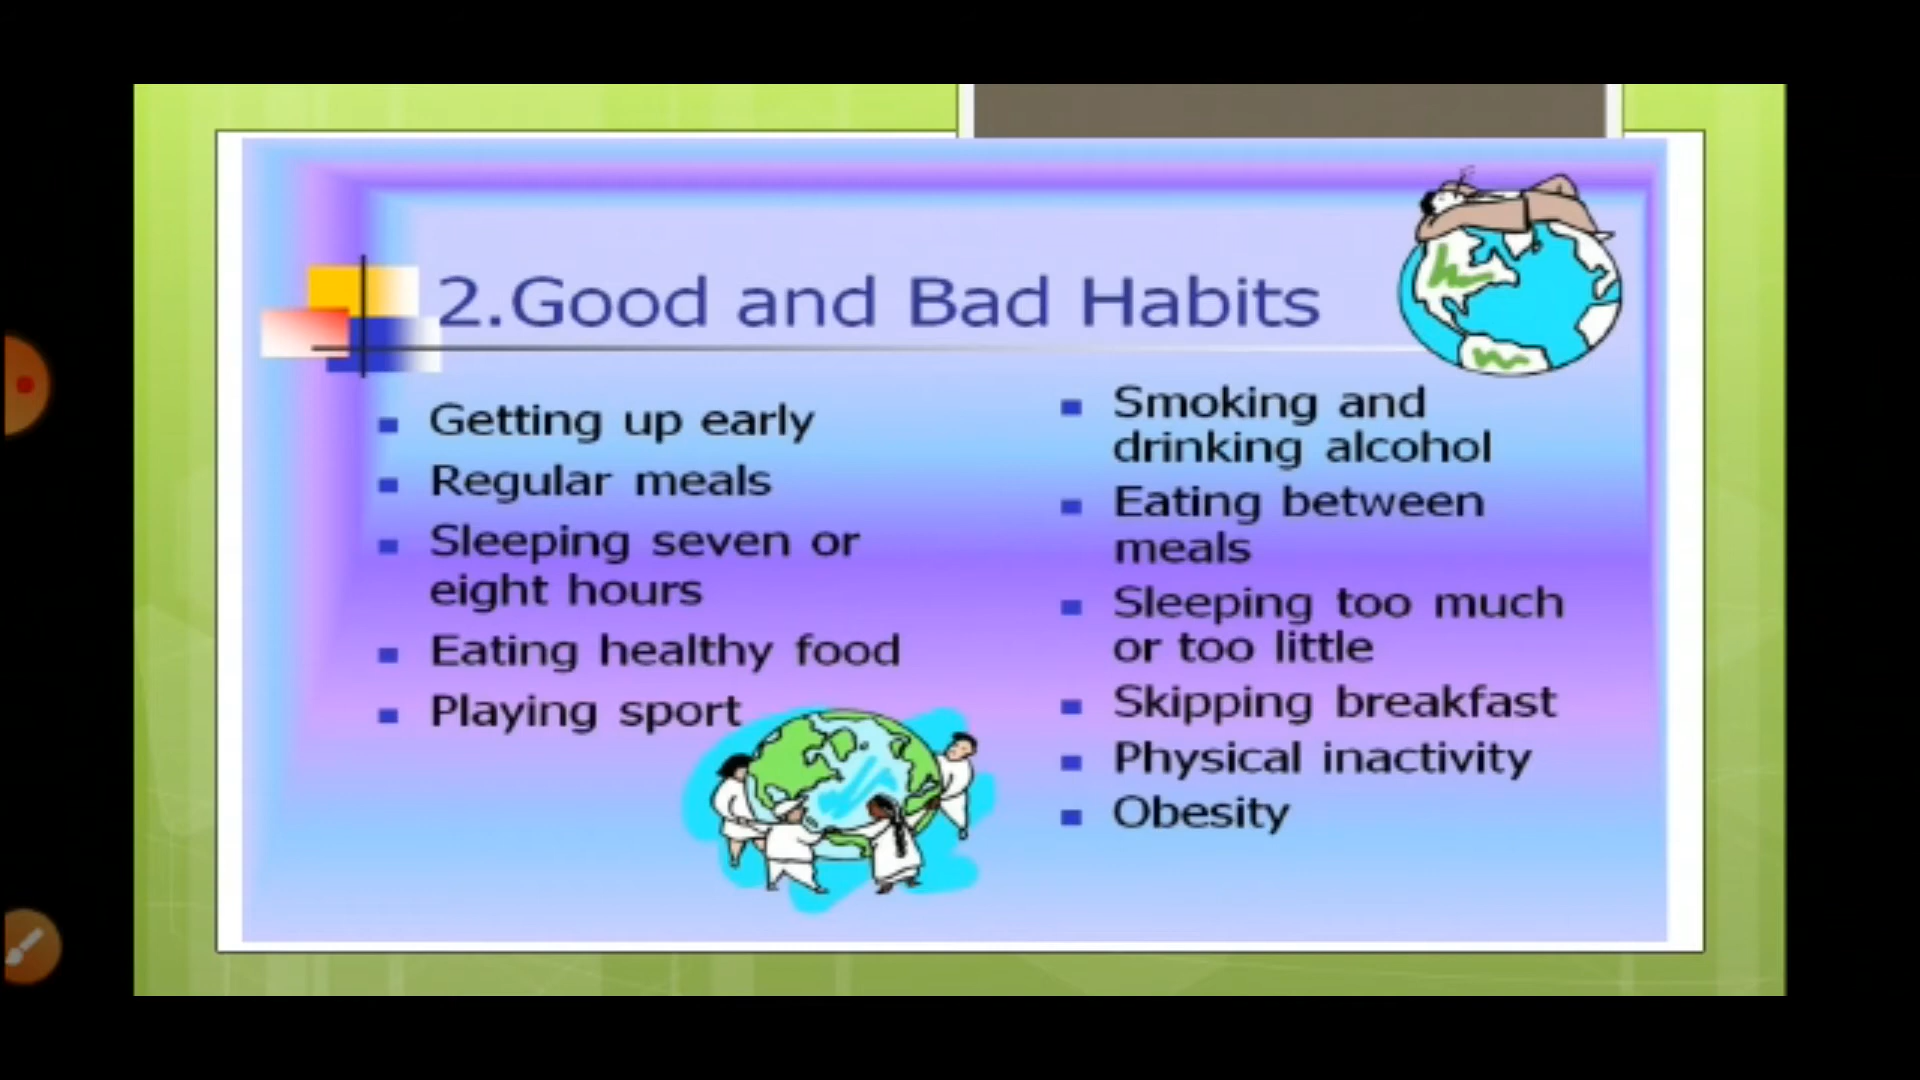 2.Good and Bad Habits
Getting up early
Regular meals
Sleeping seven or
eight hours
Eating healthy food
Playing sport
Smoking and
drinking alcohol
Eating between
meals
Sleeping too much
or too little
Skipping breakfast
Physical inactivity
Obesity